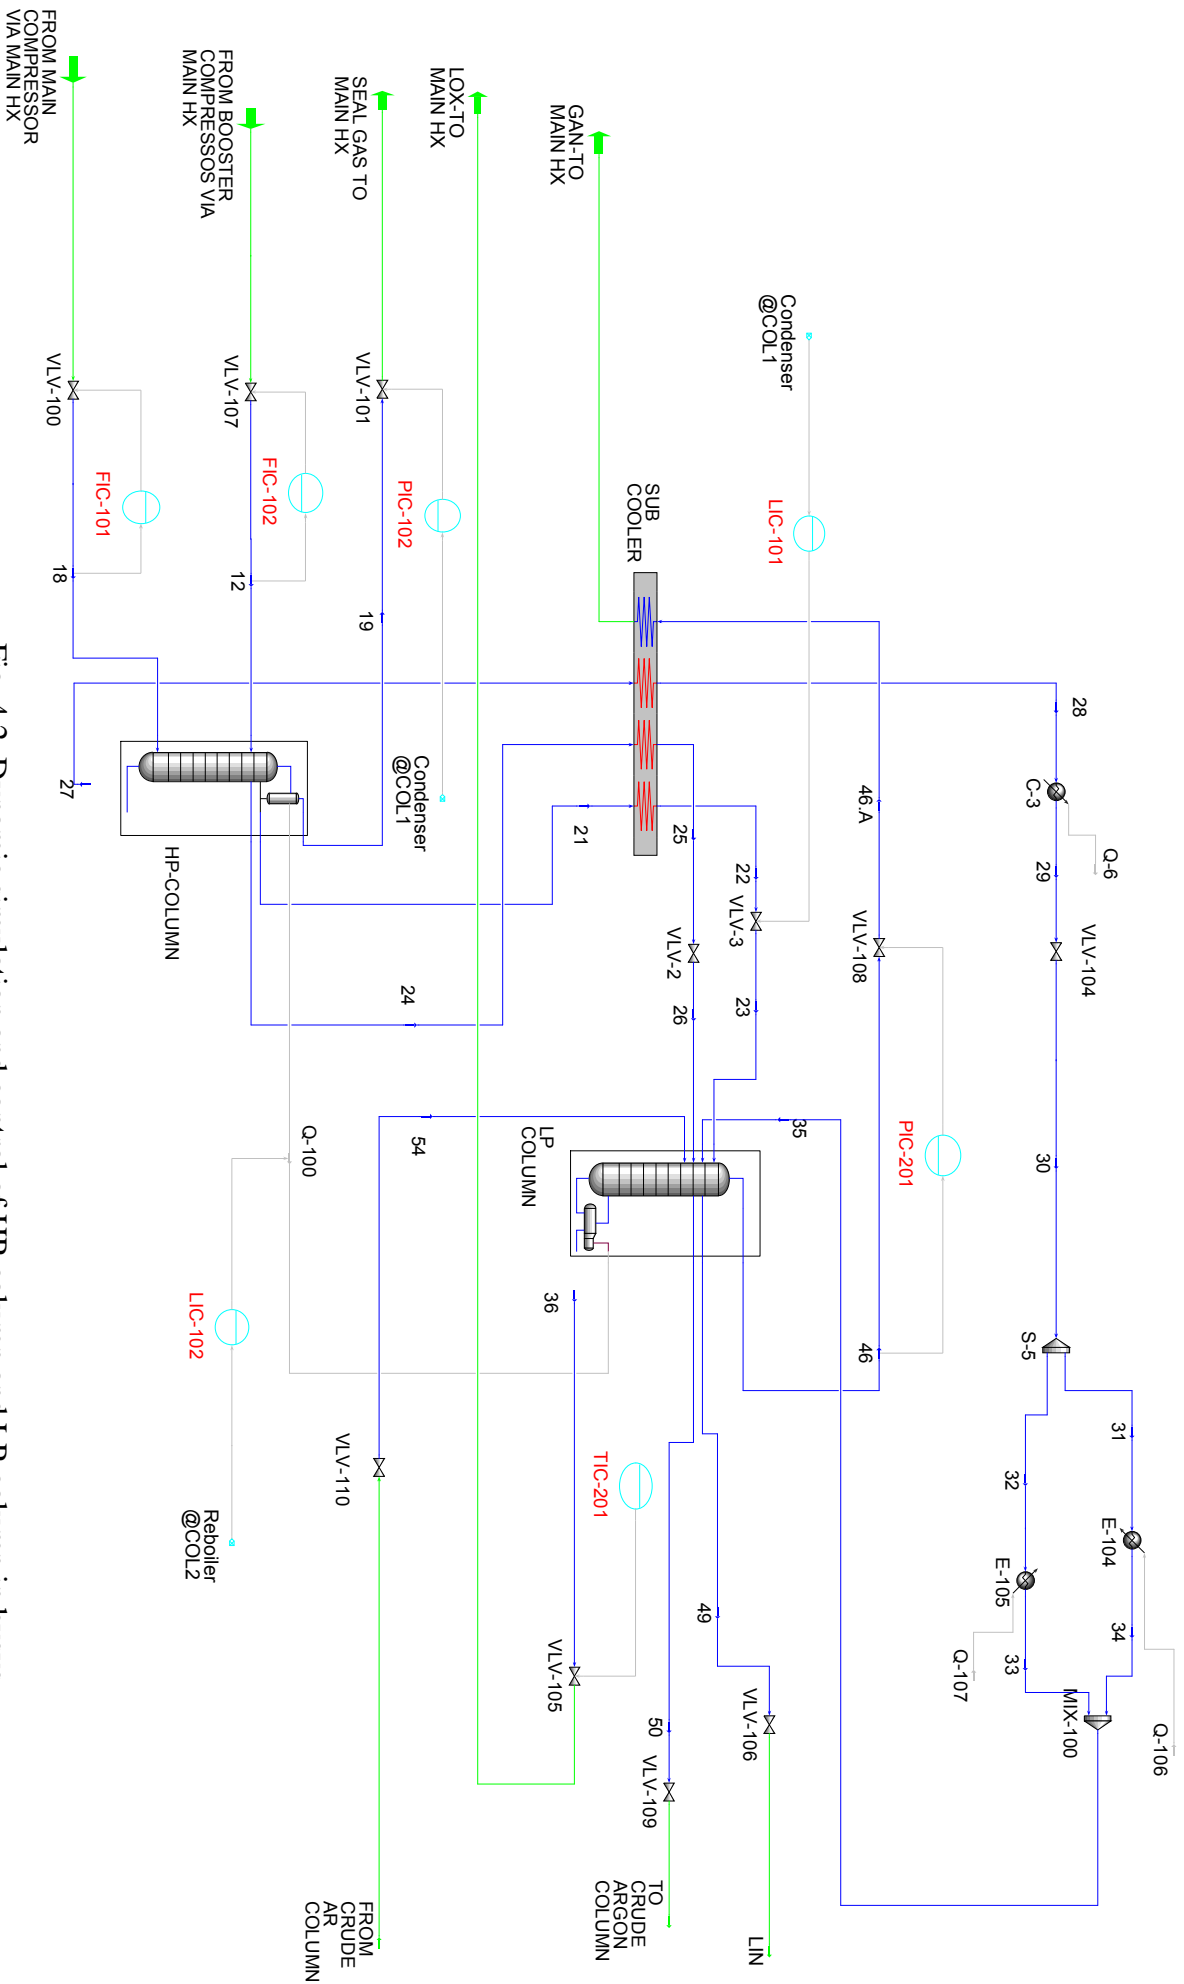 FROM MAIN
COMPRESSOR
VIA MAIN HX
FROM BOOSTER
COMPRESSOS VIA
MAIN HX
SEAL GAS TO
MAIN HX
LOX-TO
MAIN HX
GAN-TO
MAIN HX
Condenser
@COL1
VLV-100
VLV-107
VLV-101
FIC-101
FIC-102
PIC-102
SUB
COOLER
LIC-101
18
12
19
27
HP-COLUMN
Condenser
@COL1
21
25
22
46.A
28
C-3
Q-6
29
24
VLV-2
VLV-3
VLV-108
VLV-104
26
23
54
Q-100
LP
COLUMN
35
PIC-201
30
LIC-102
36
46
S-5
31
32
VLV-110
TIC-201
Reboiler
@COL2
E-104
E-105
49
34
33
Q-107
VLV-105
VLV-106
MIX-100
Q-106
50
VLV-109
FROM
CRUDE
AR
COLUMN
TO
CRUDE
ARGON
COLUMN
LIN